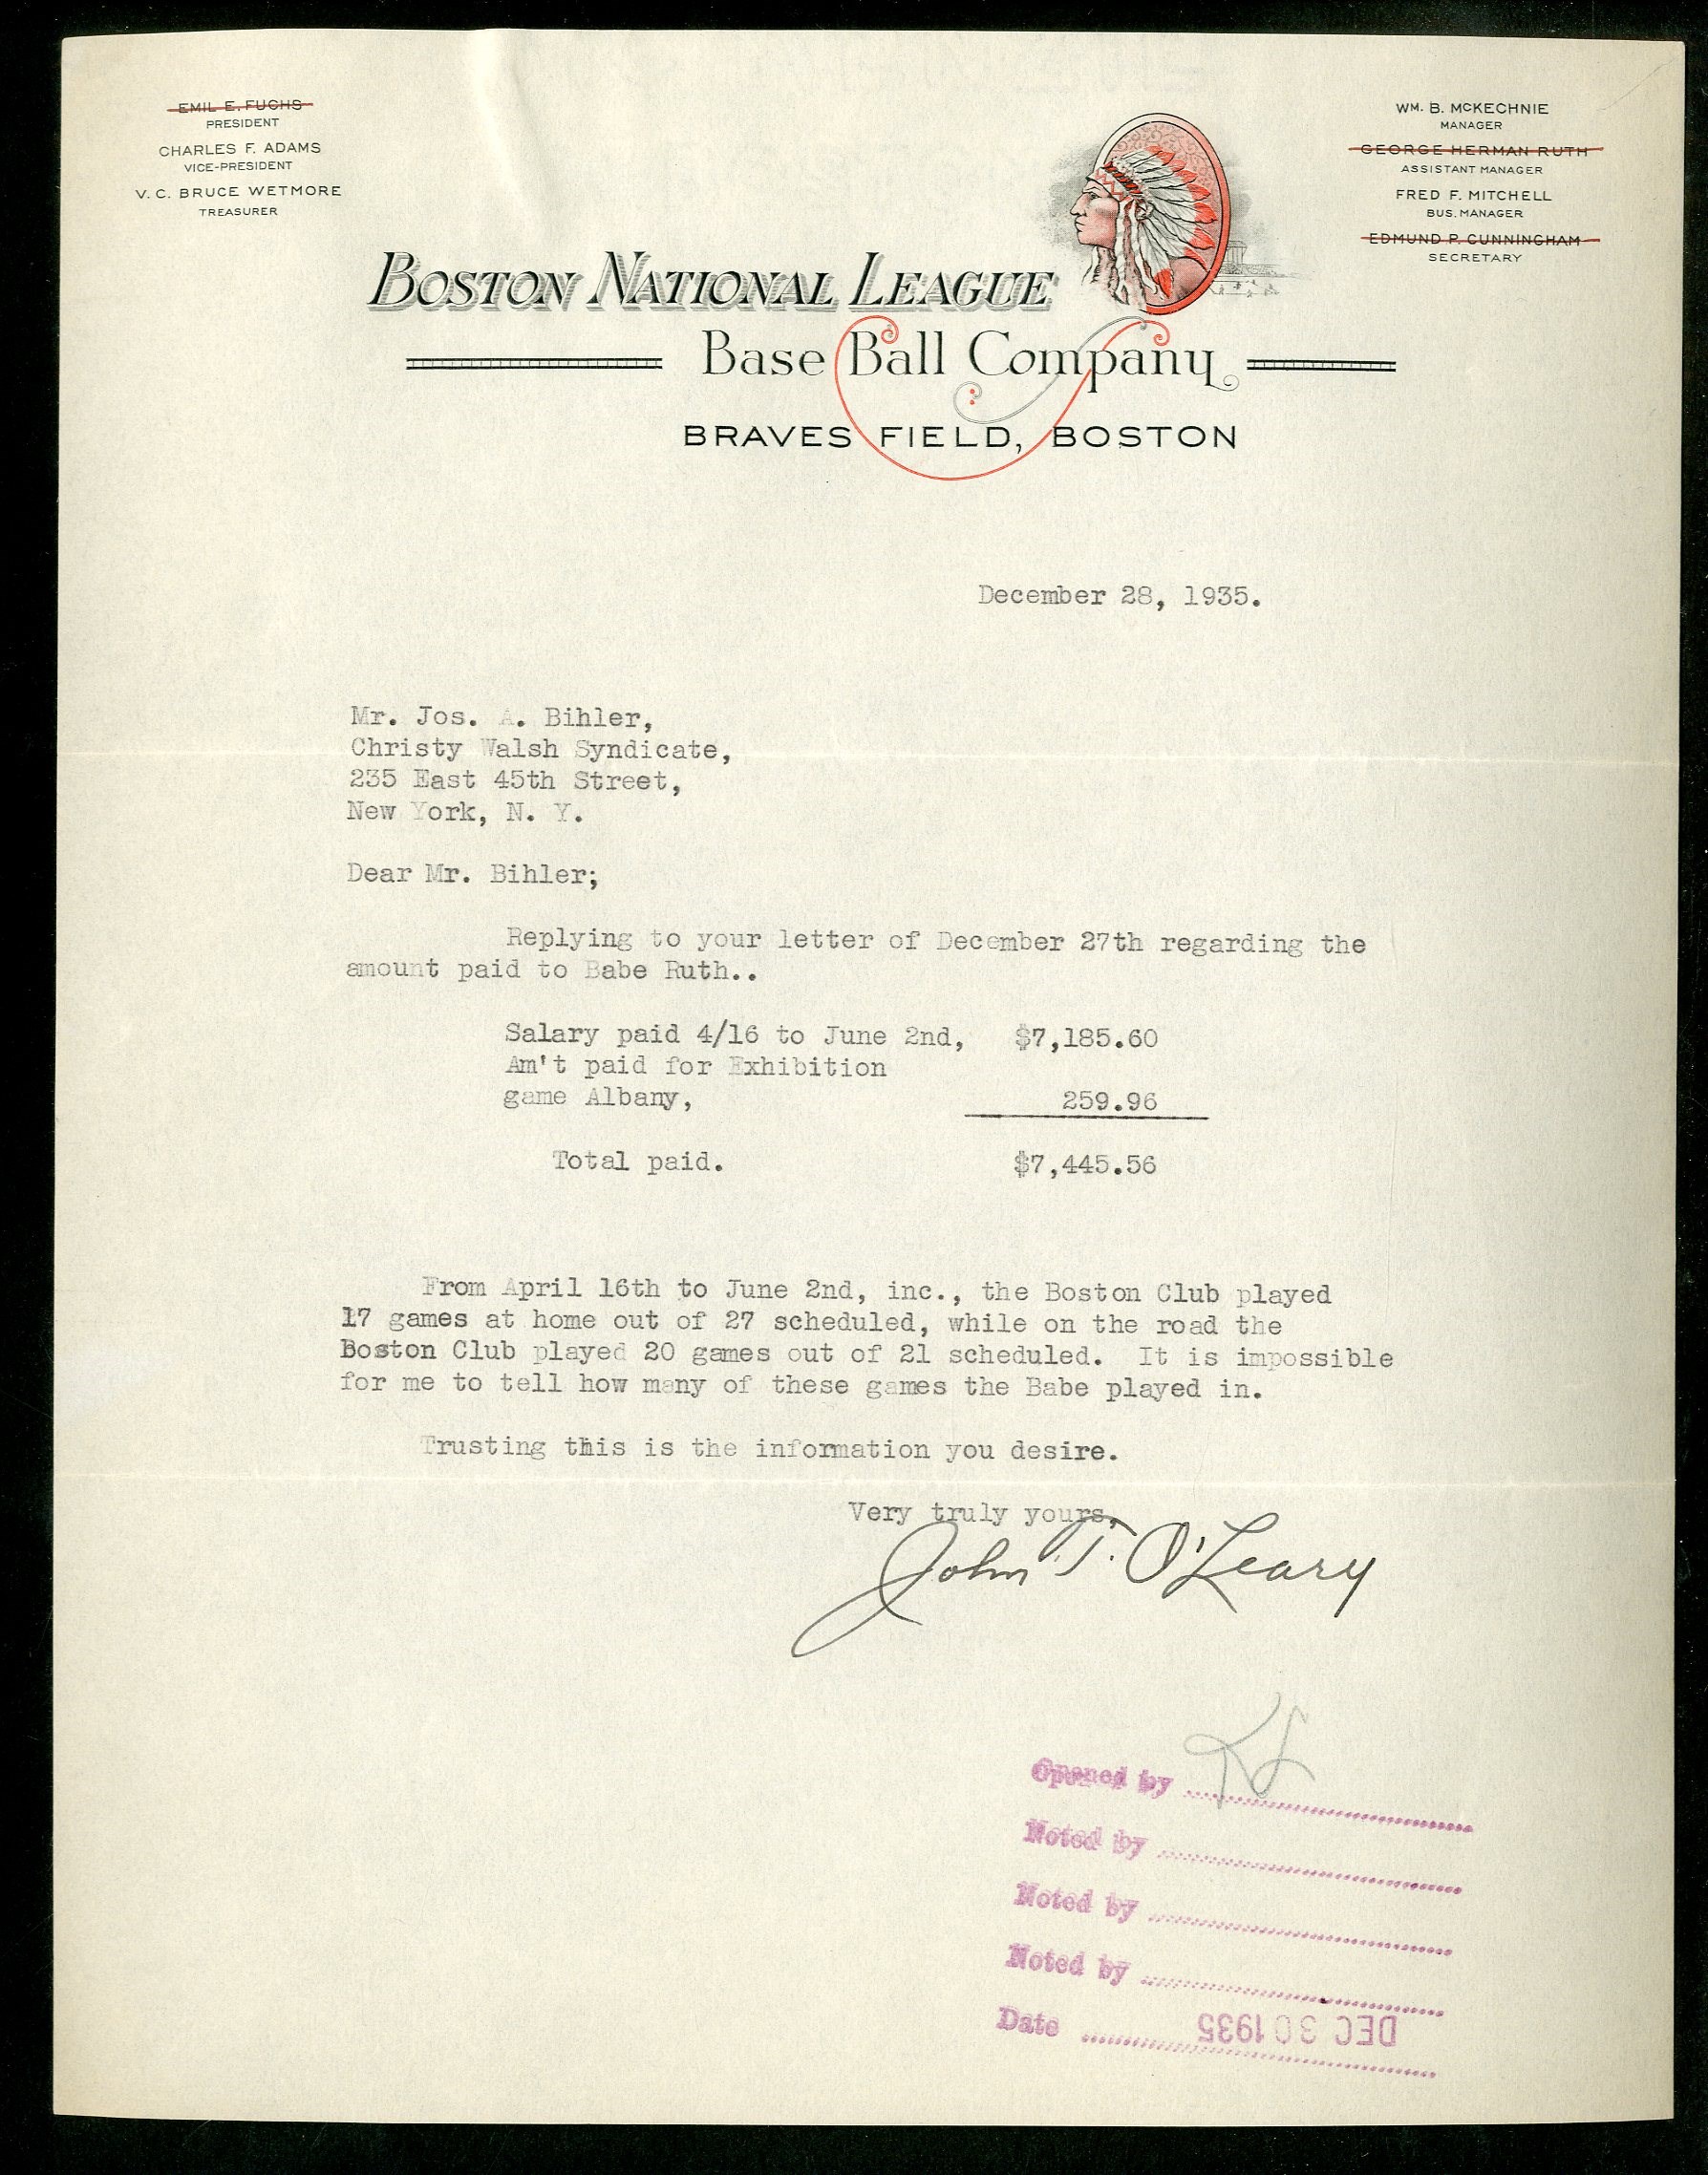 EMIL E. FUCHS
PRESIDENT
CHARLES F. ADAMS
VICE-PRESIDENT
V. C. BRUCE WETMORE
TREASURER
WM. B. McKECHNIE
MANAGER
GEORGE HERMAN RUTH
ASSISTANT MANAGER
FRED F. MITCHELL
BUS. MANAGER
EDMUND P. CUNNINGHAM
SECRETARY
BOSTON NATIONAL LEAGUE
Base Ball Company
BRAVES FIELD, BOSTON
December 28, 1935.
Mr. Jos. A. Bihler,
Christy Walsh Syndicate,
235 East 45th Street,
New York, N. Y.
Dear Mr. Bihler;
Replying to your letter of December 27th regarding the
amount paid to Babe Ruth..
Salary paid 4/16 to June 2nd, $7,185.60
Am't paid for Exhibition
game Albany, 259.96
Total paid. $7,445.56
From April 16th to June 2nd, inc., the Boston Club played
17 games at home out of 27 scheduled, while on the road the
Boston Club played 20 games out of 21 scheduled. It is impossible
for me to tell how many of these games the Babe played in.
Trusting this is the information you desire.
Very truly yours,
John T. O'Leary
Opened by
Noted by
Noted by
Noted by
Date DEC 30 1935